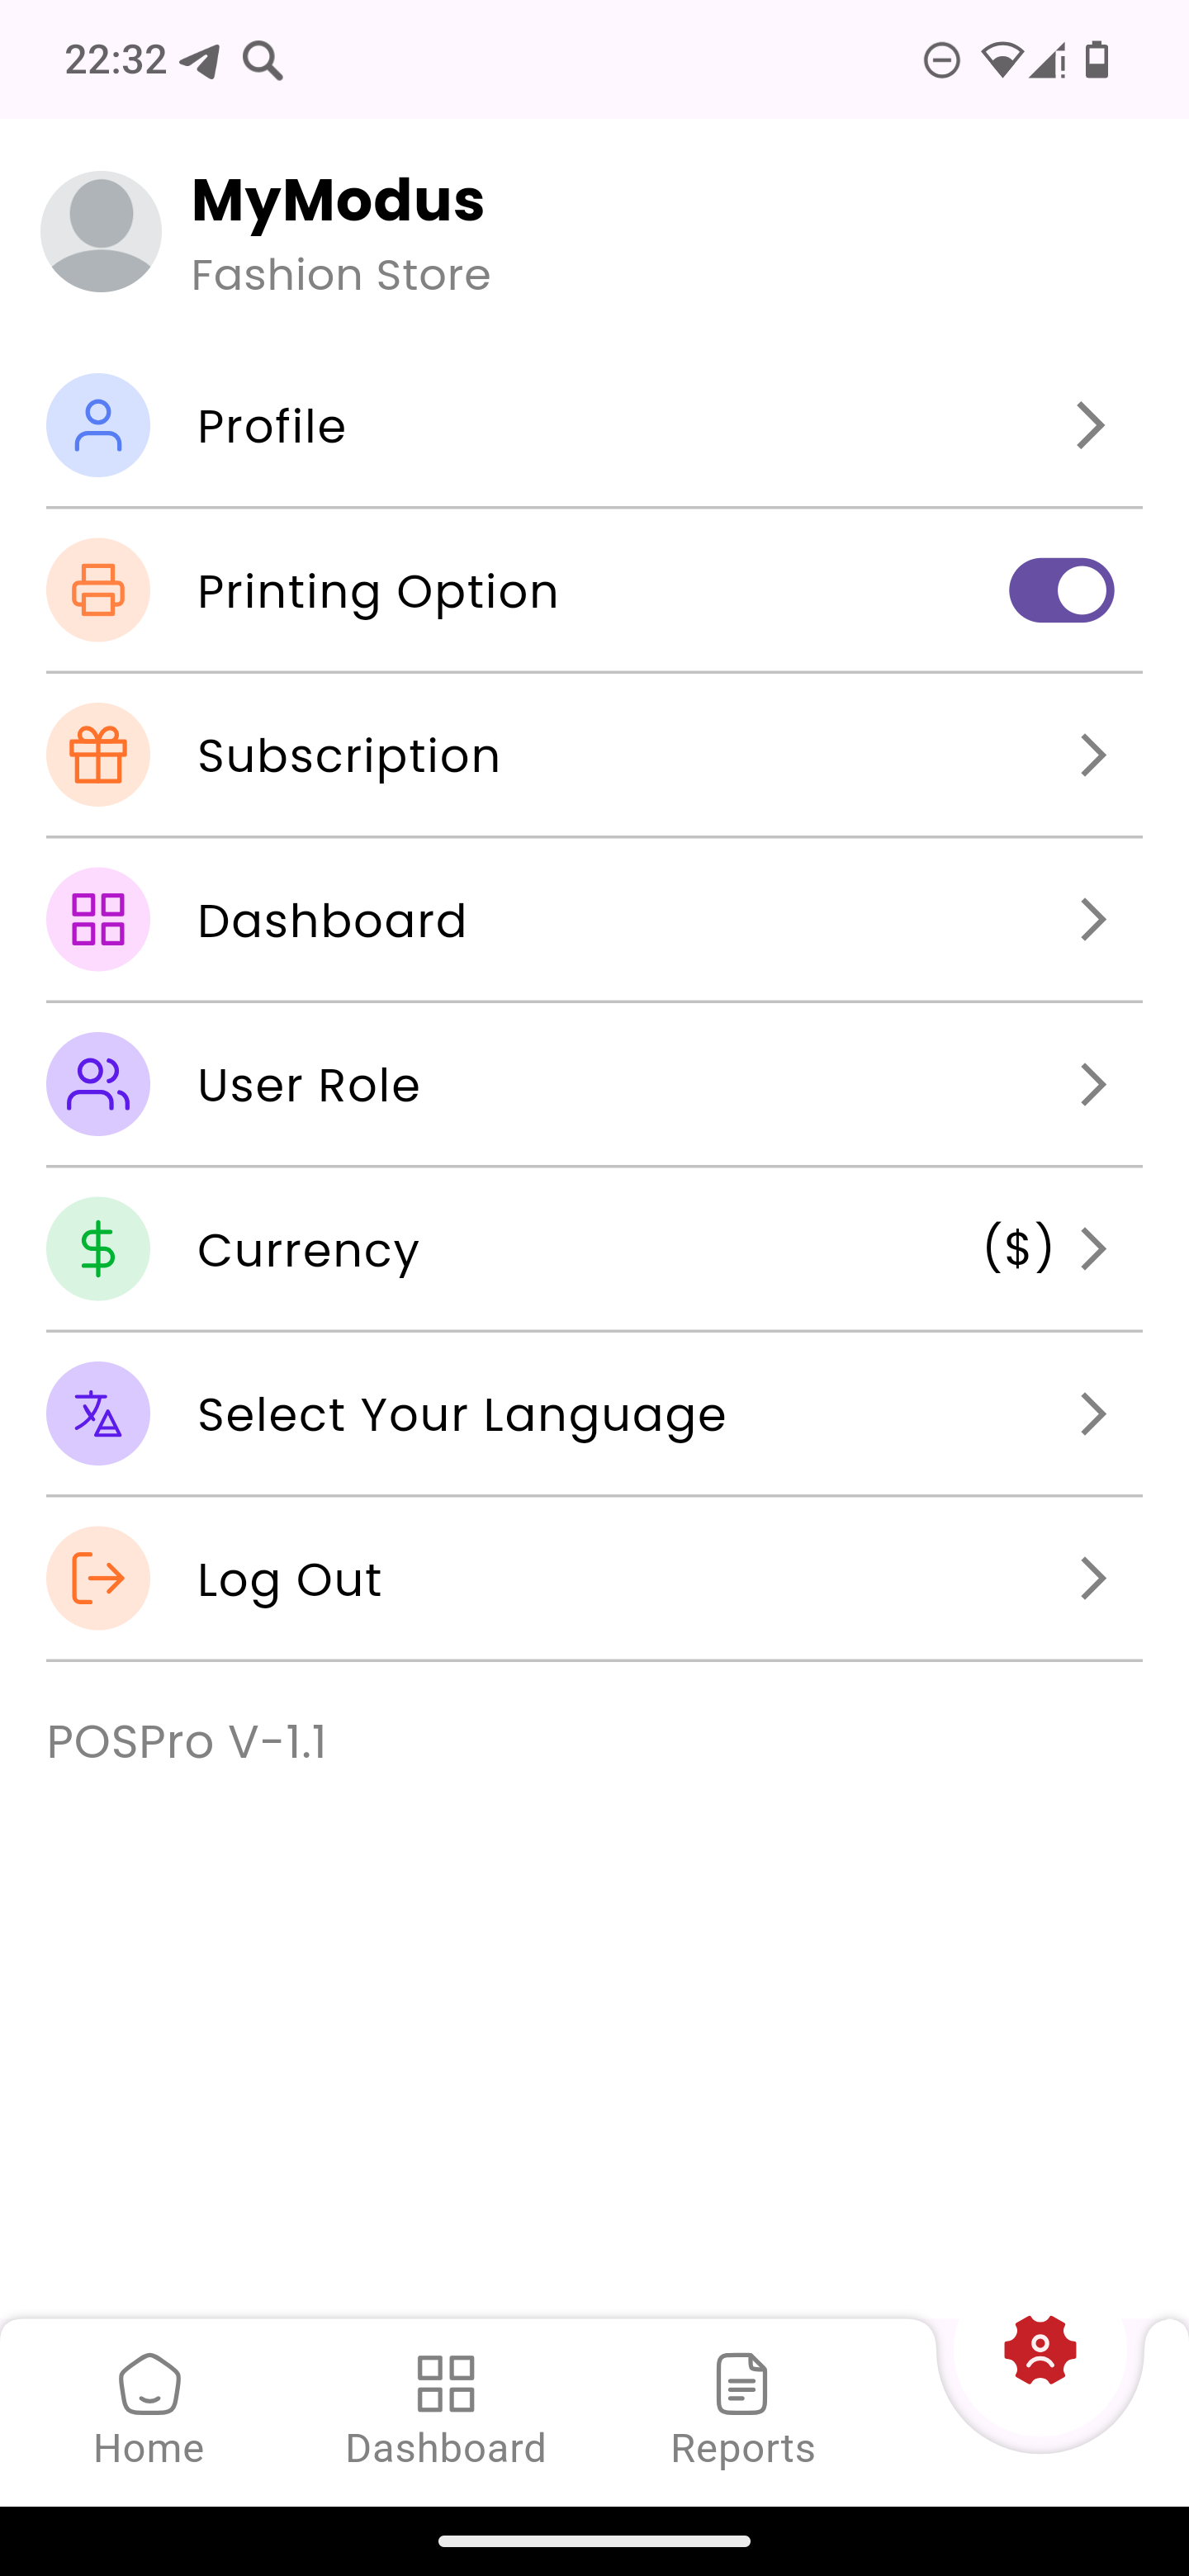 22:32
MyModus
Fashion Store
Profile
Printing Option
Subscription
Dashboard
User Role
Currency ($)
Select Your Language
Log Out
POSPro V-1.1
Home Dashboard Reports